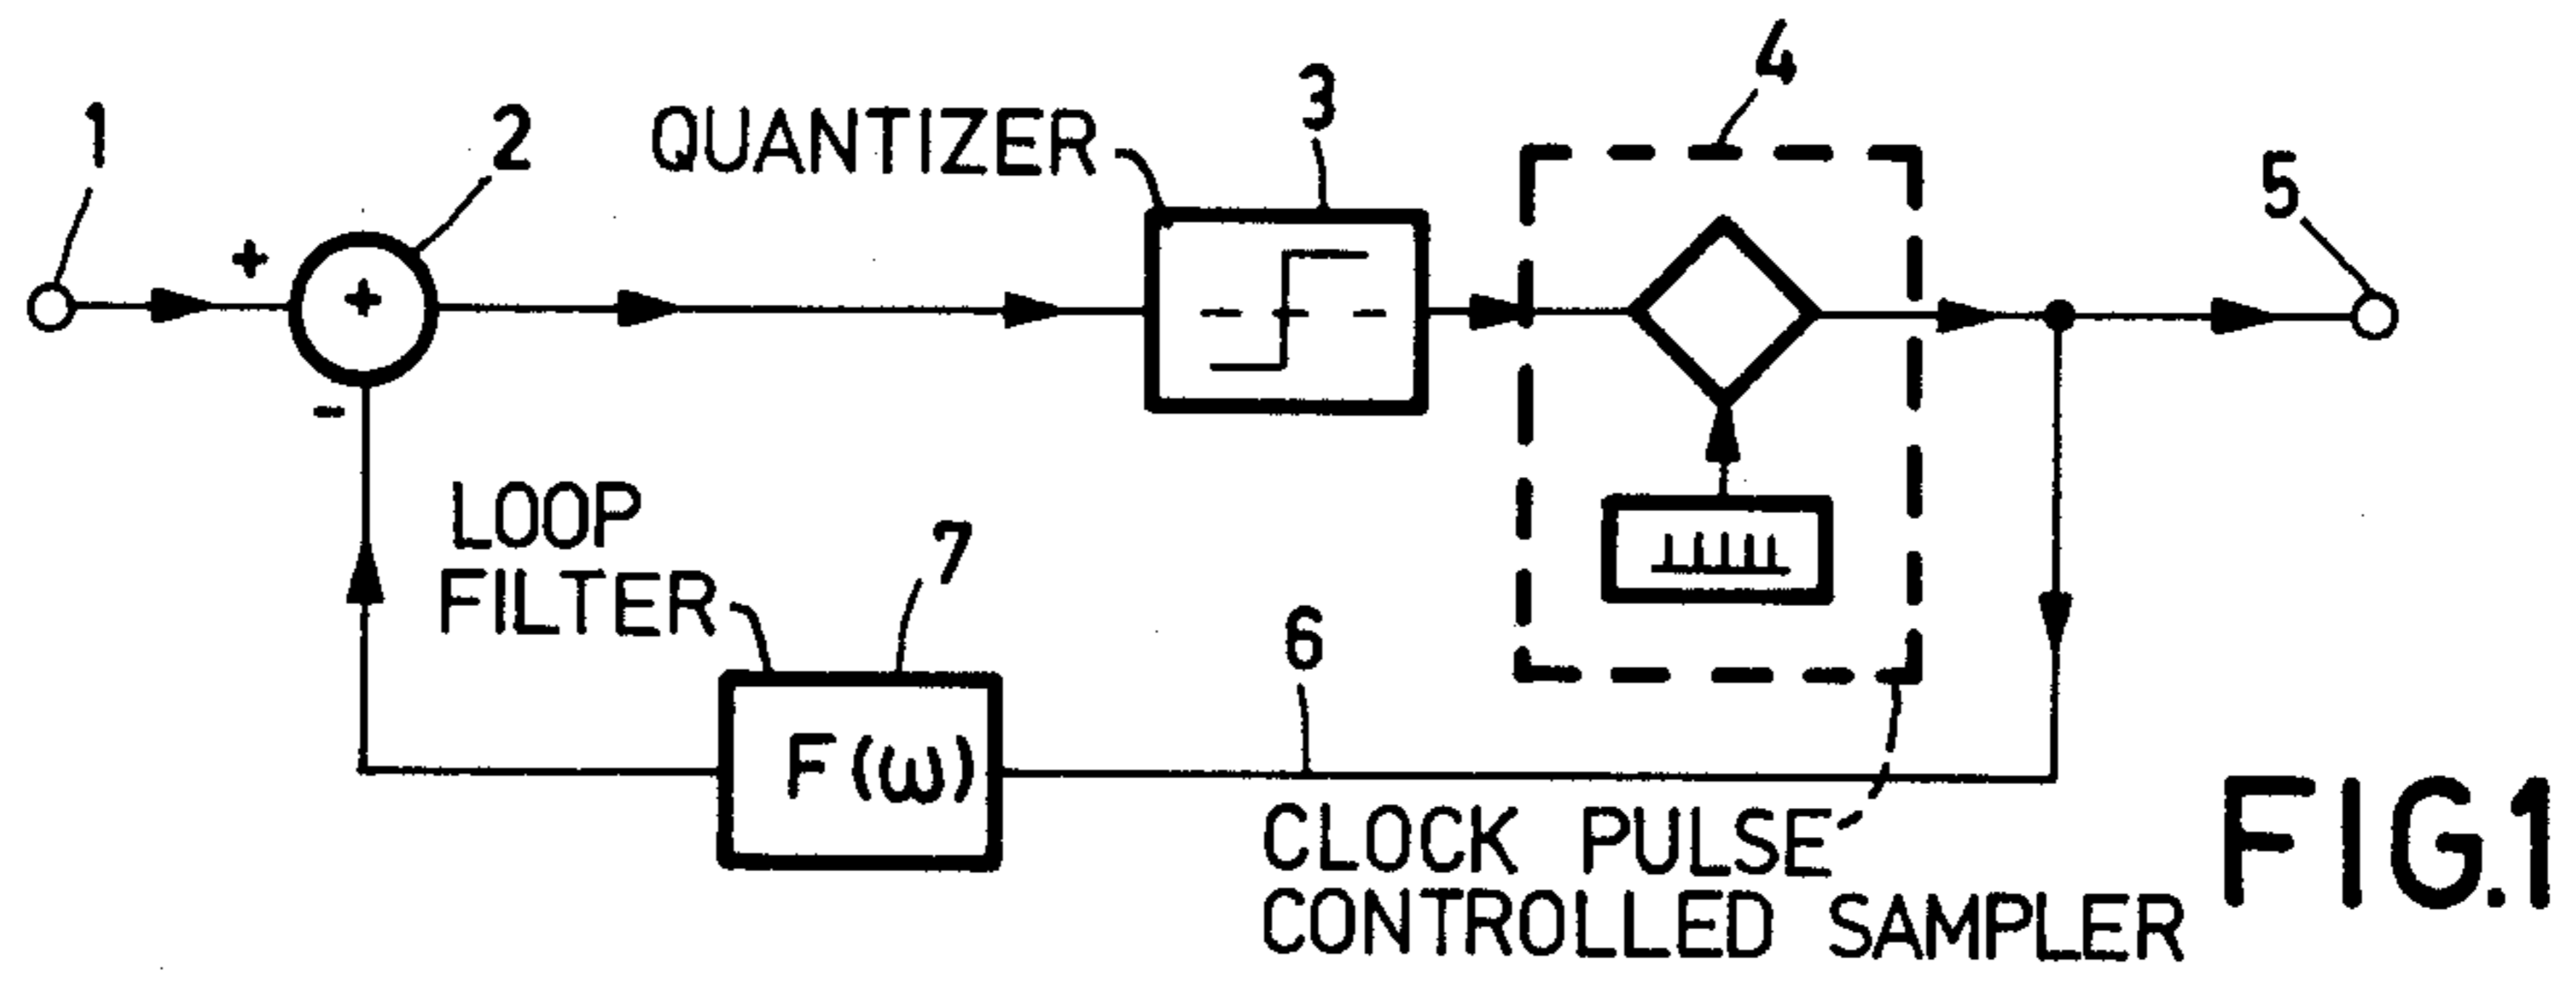 1
2
QUANTIZER
3
4
5
+
+
-
LOOP
FILTER
7
F(ω)
6
CLOCK PULSE
CONTROLLED SAMPLER
FIG.1